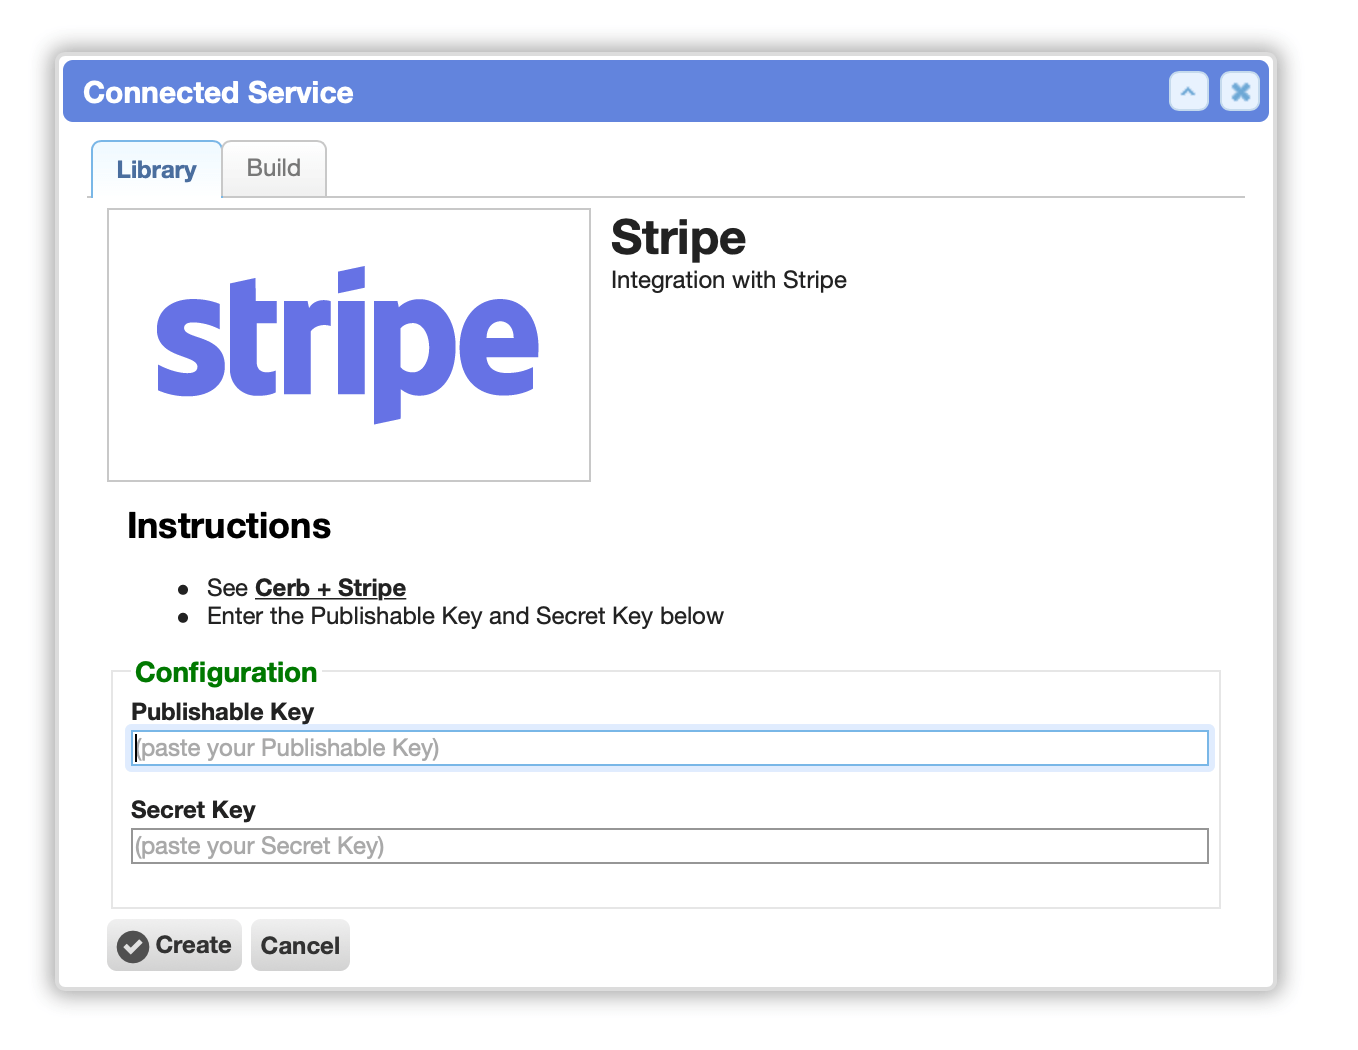 Connected Service
Library
Build
stripe
Stripe
Integration with Stripe
Instructions
See Cerb + Stripe
Enter the Publishable Key and Secret Key below
Configuration
Publishable Key
(paste your Publishable Key)
Secret Key
(paste your Secret Key)
Create
Cancel